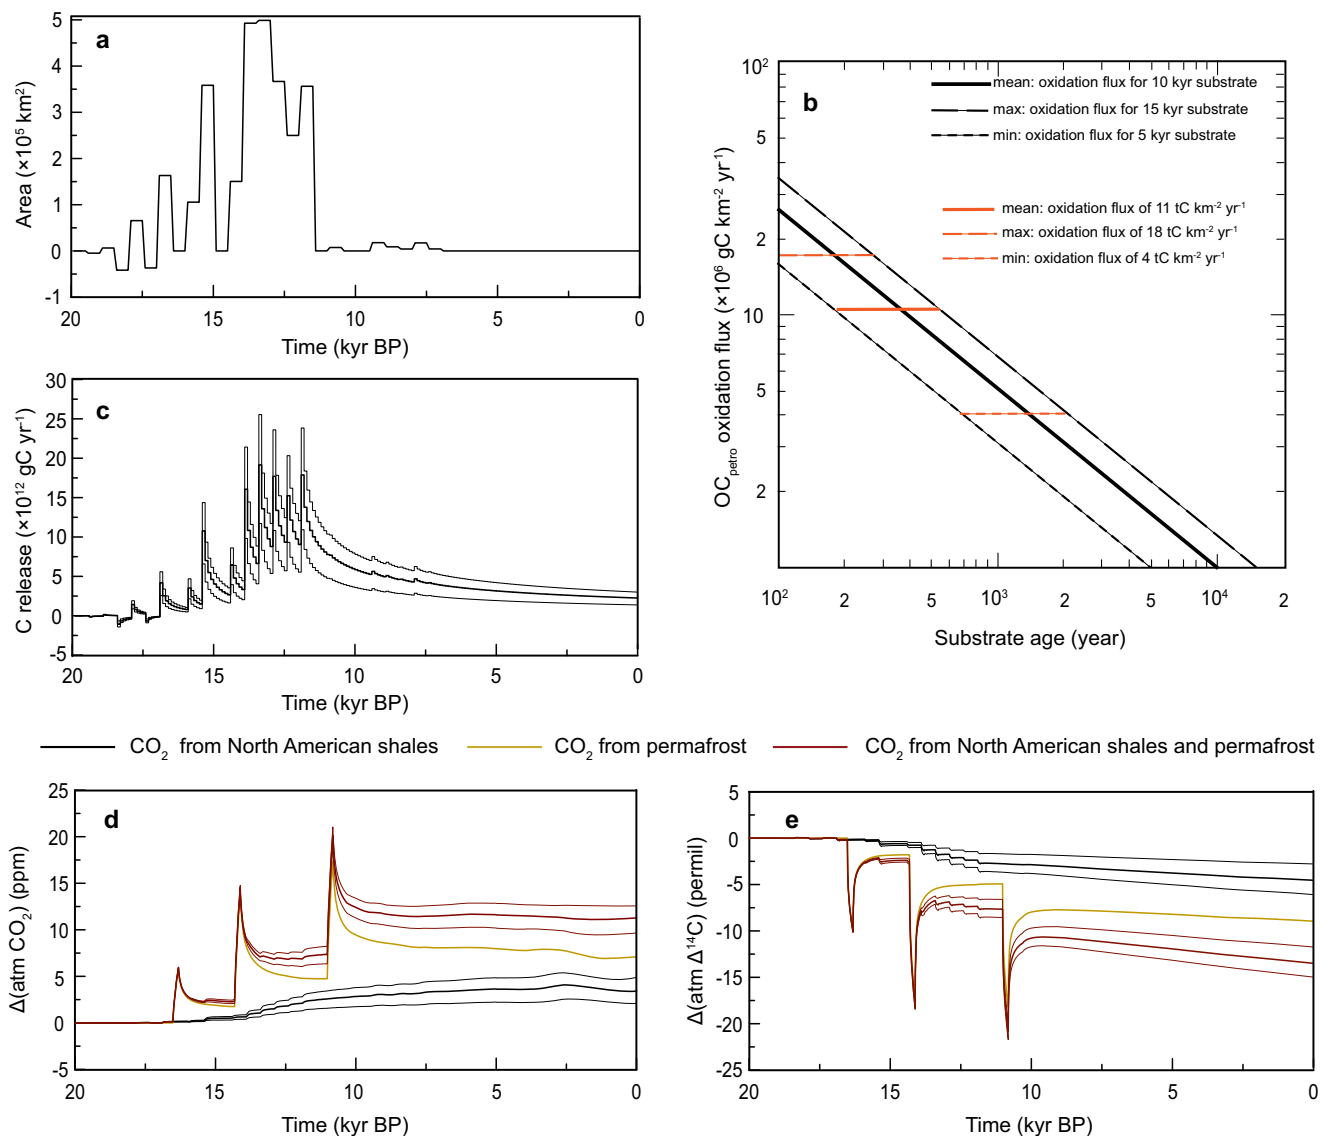 a
Area (×10⁵ km²)
5
4
3
2
1
0
-1
20
15
10
5
0
Time (kyr BP)
b
mean: oxidation flux for 10 kyr substrate
max: oxidation flux for 15 kyr substrate
min: oxidation flux for 5 kyr substrate
mean: oxidation flux of 11 tC km⁻² yr⁻¹
max: oxidation flux of 18 tC km⁻² yr⁻¹
min: oxidation flux of 4 tC km⁻² yr⁻¹
OC_petro oxidation flux (×10⁶ gC km⁻² yr⁻¹)
10²
5
2
10
5
2
10²
2
5
10³
2
5
10⁴
2
Substrate age (year)
c
C release (×10¹² gC yr⁻¹)
30
25
20
15
10
5
0
-5
20
15
10
5
0
Time (kyr BP)
CO₂ from North American shales
CO₂ from permafrost
CO₂ from North American shales and permafrost
d
Δ(atm CO₂) (ppm)
25
20
15
10
5
0
-5
20
15
10
5
0
Time (kyr BP)
e
Δ(atm Δ¹⁴C) (permil)
5
0
-5
-10
-15
-20
-25
20
15
10
5
0
Time (kyr BP)